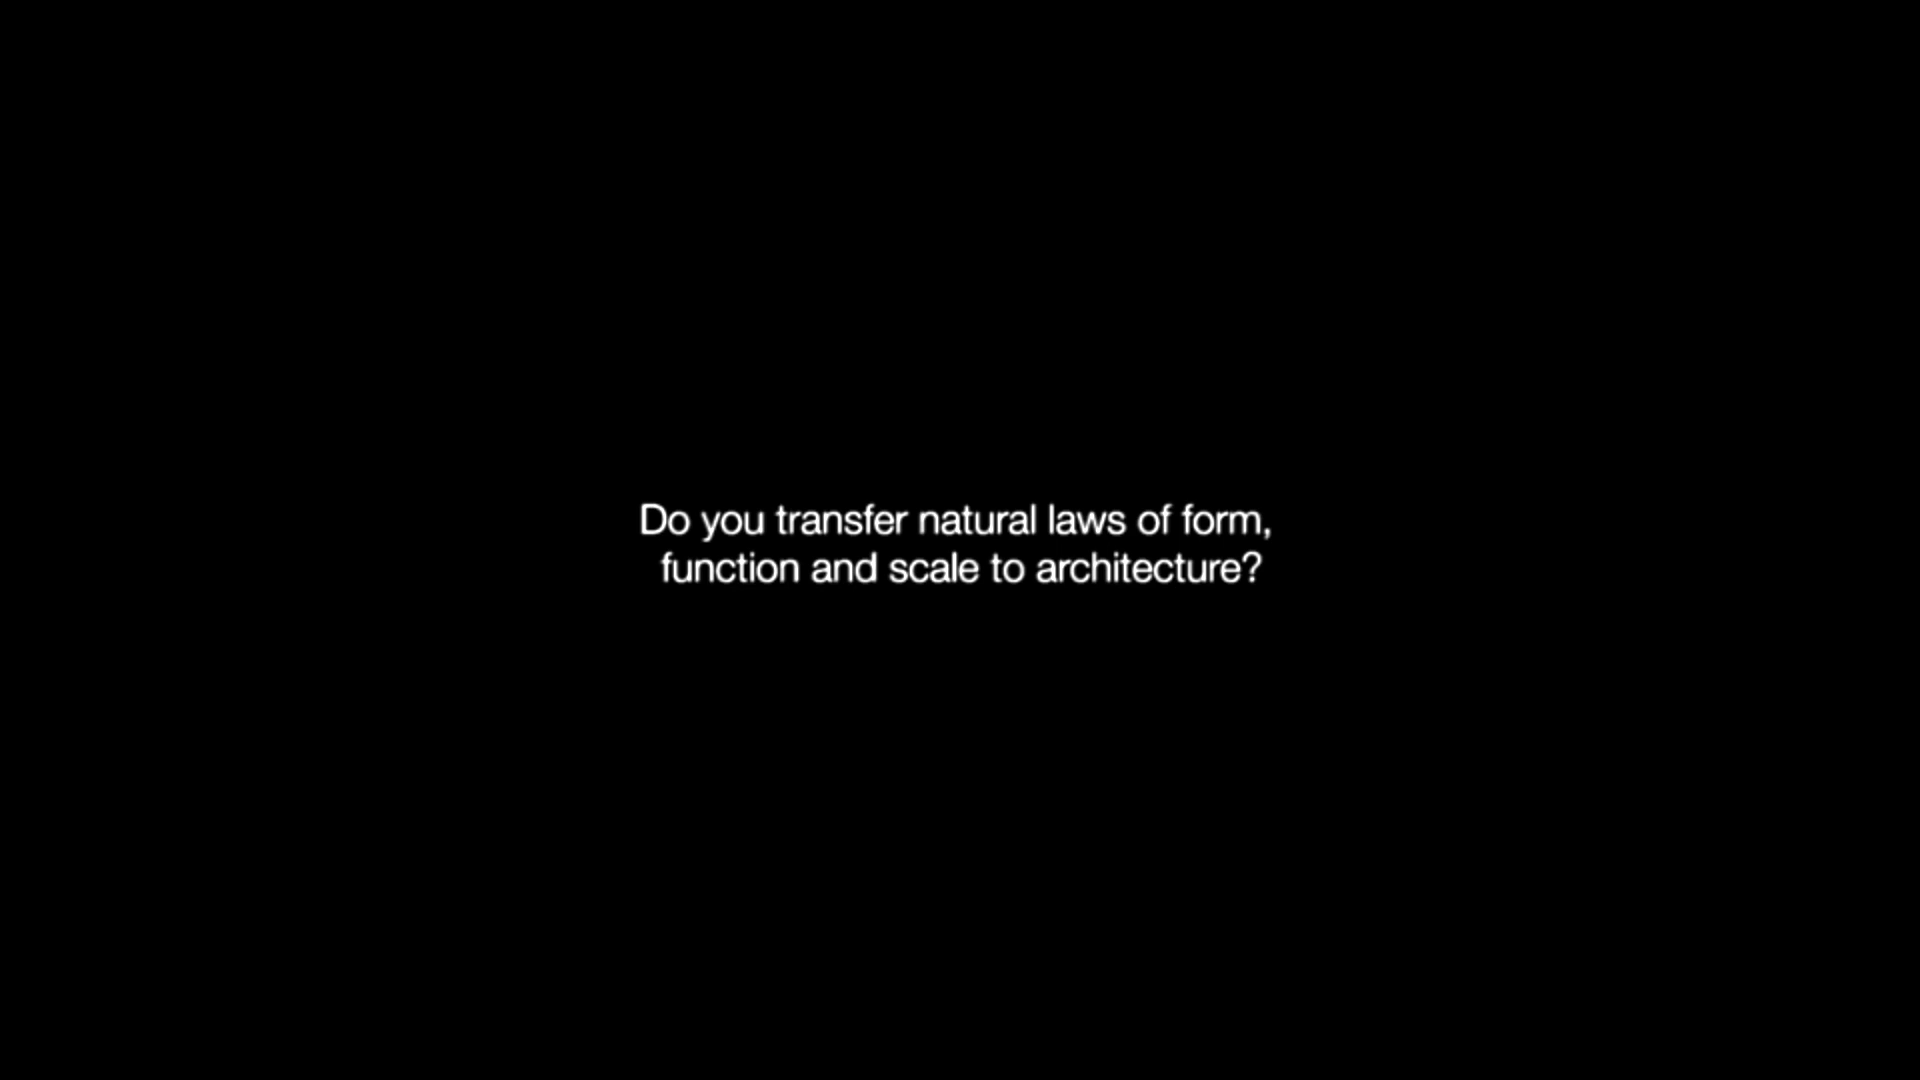 Do you transfer natural laws of form,
function and scale to architecture?